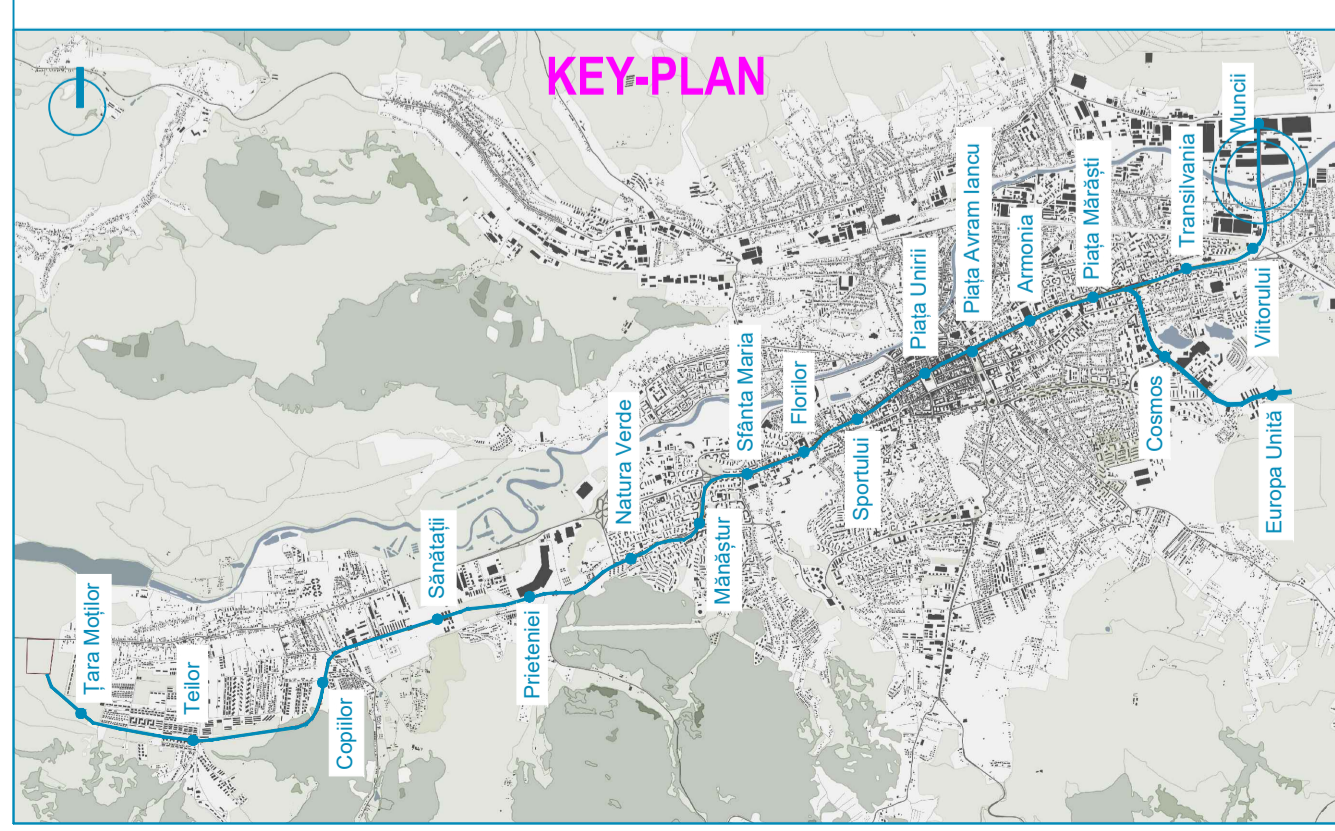 KEY-PLAN
Țara Moților
Teilor
Copiilor
Sănătații
Prieteniei
Natura Verde
Mănăștur
Sfânta Maria
Florilor
Sportului
Piața Unirii
Piața Avram Iancu
Armonia
Piața Mărăști
Transilvania
Viitorului
Muncii
Cosmos
Europa Unită